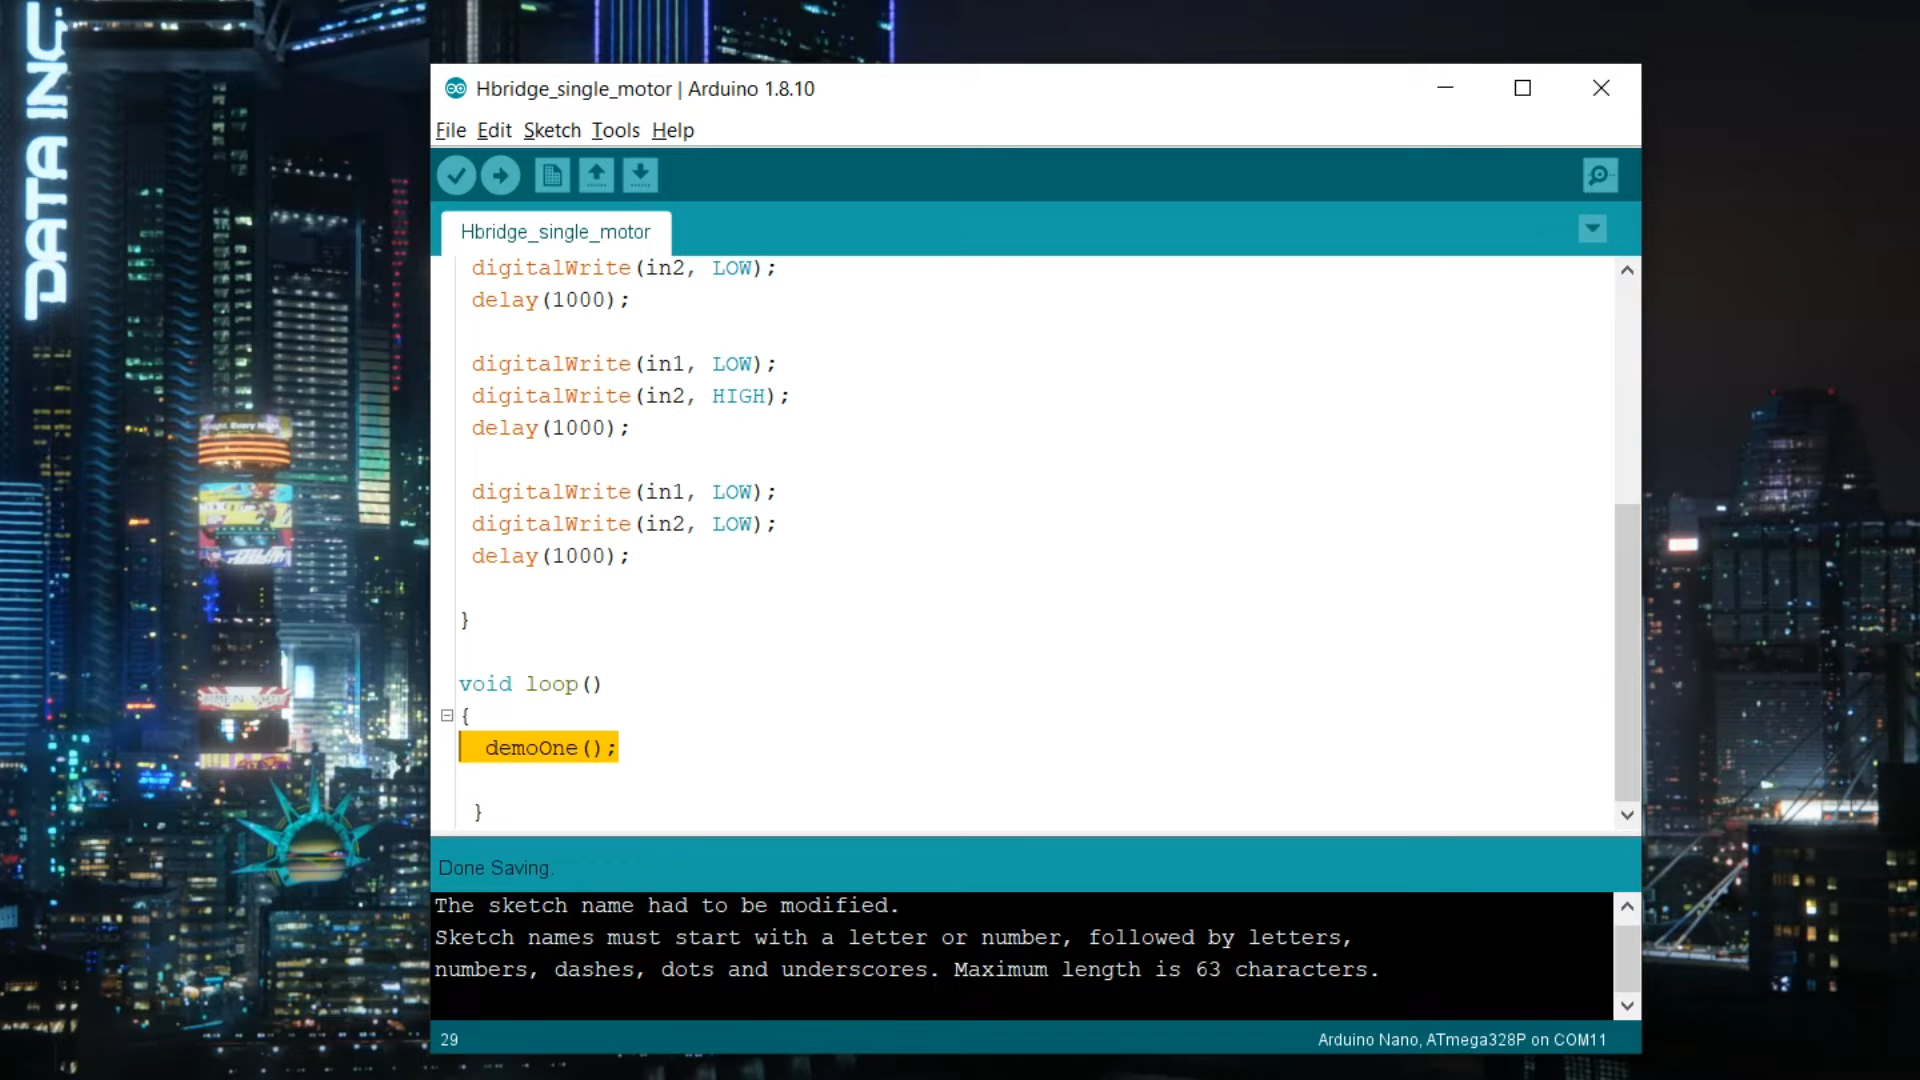 DATA INC
Hbridge_single_motor | Arduino 1.8.10
File Edit Sketch Tools Help
Hbridge_single_motor
digitalWrite(in2, LOW);
delay(1000);
digitalWrite(in1, LOW);
digitalWrite(in2, HIGH);
delay(1000);
digitalWrite(in1, LOW);
digitalWrite(in2, LOW);
delay(1000);
}
void loop()
{
demoOne();
}
Done Saving.
The sketch name had to be modified.
Sketch names must start with a letter or number, followed by letters,
numbers, dashes, dots and underscores. Maximum length is 63 characters.
29
Arduino Nano, ATmega328P on COM11